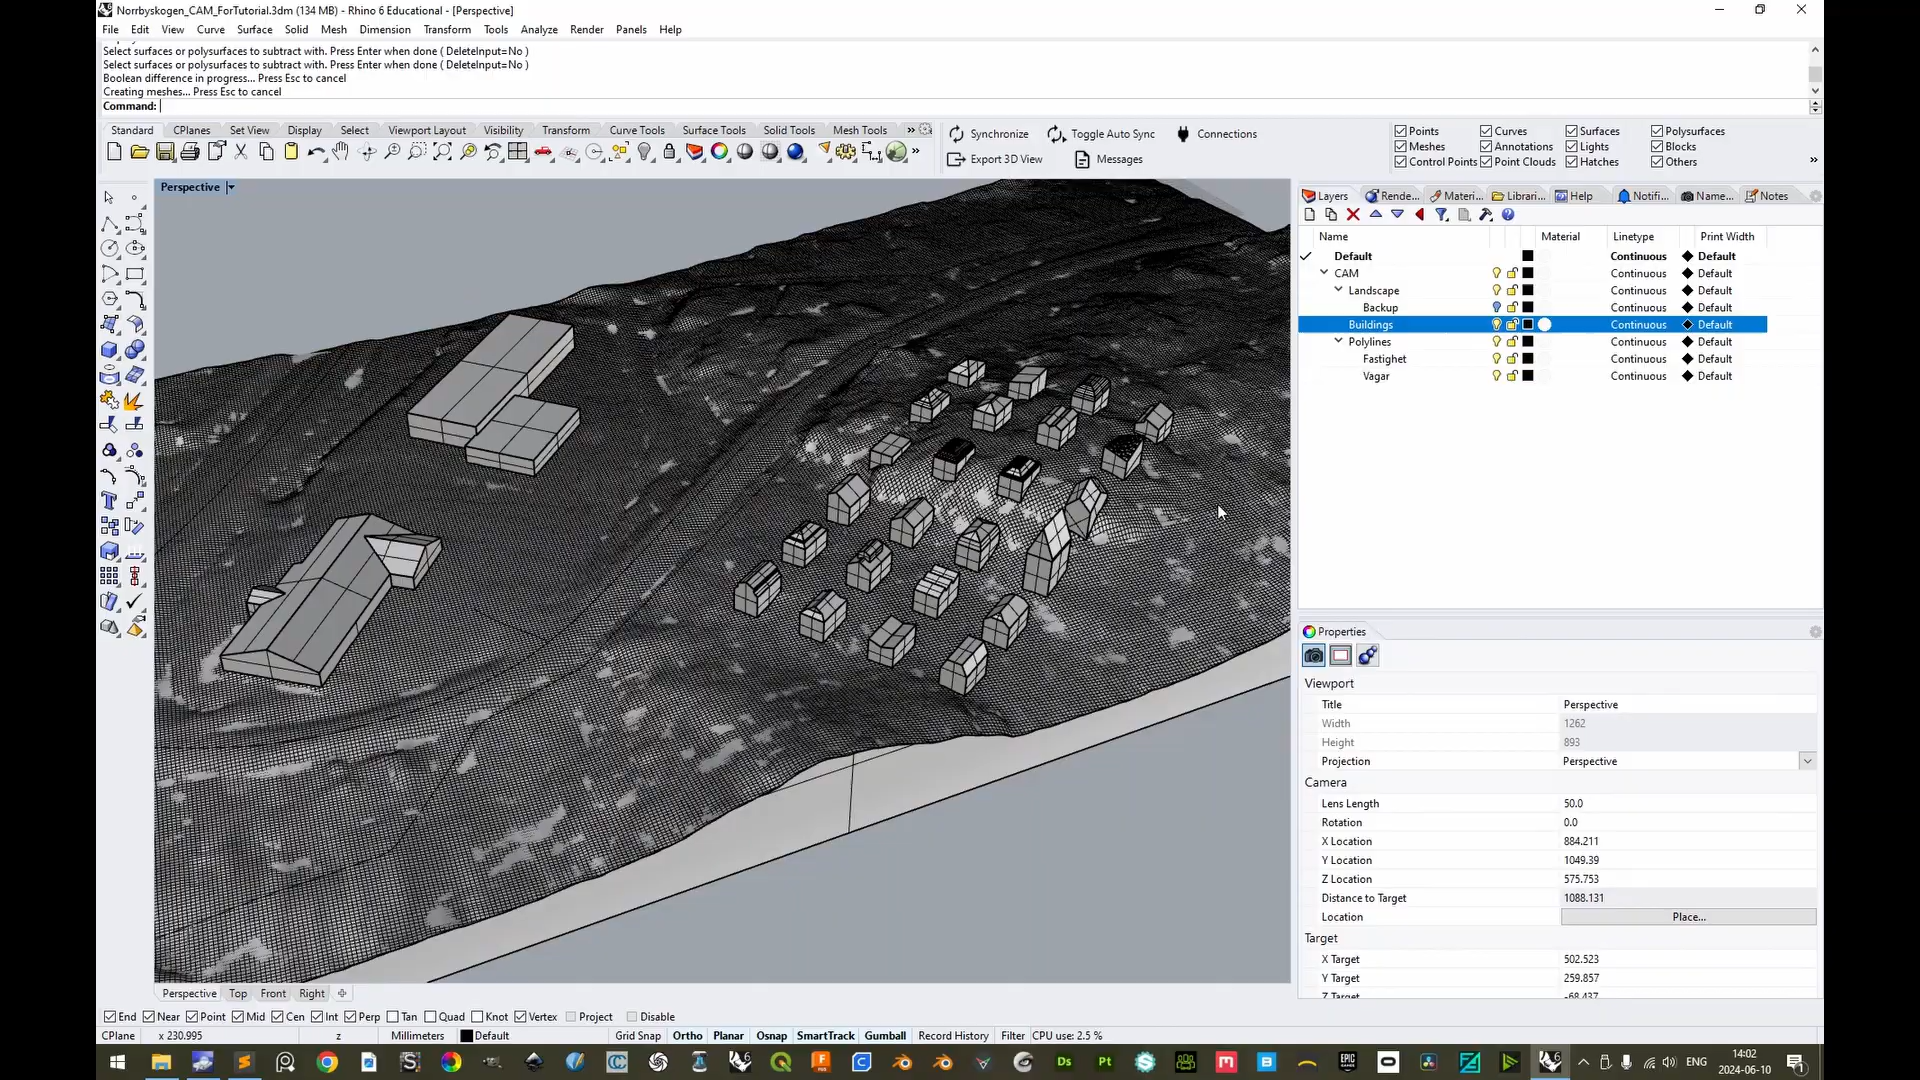 Norrbyskogen_CAM_ForTutorial.3dm (134 MB) - Rhino 6 Educational - [Perspective]
File Edit View Curve Surface Solid Mesh Dimension Transform Tools Analyze Render Panels Help
Select surfaces or polysurfaces to subtract with. Press Enter when done ( DeleteInput=No )
Select surfaces or polysurfaces to subtract with. Press Enter when done ( DeleteInput=No )
Boolean difference in progress... Press Esc to cancel
Creating meshes... Press Esc to cancel
Command:
Standard CPlanes Set View Display Select Viewport Layout Visibility Transform Curve Tools Surface Tools Solid Tools Mesh Tools »
Synchronize Toggle Auto Sync Connections
Export 3D View Messages
Points Curves Surfaces Polysurfaces
Meshes Annotations Lights Blocks
Control Points Point Clouds Hatches Others
Perspective
Layers Rende... Materi... Librari... Help Notifi... Name... Notes
Name Material Linetype Print Width
Default Continuous Default
CAM Continuous Default
Landscape Continuous Default
Backup Continuous Default
Buildings Continuous Default
Polylines Continuous Default
Fastighet Continuous Default
Vagar Continuous Default
Properties
Viewport
Title Perspective
Width 1262
Height 893
Projection Perspective
Camera
Lens Length 50.0
Rotation 0.0
X Location 884.211
Y Location 1049.39
Z Location 575.753
Distance to Target 1088.131
Location Place...
Target
X Target 502.523
Y Target 259.857
Z Target -68.437
Perspective Top Front Right
End Near Point Mid Cen Int Perp Tan Quad Knot Vertex Project Disable
CPlane x 230.995 z Millimeters Default Grid Snap Ortho Planar Osnap SmartTrack Gumball Record History Filter CPU use: 2.5 %
Ds Pt ENG 14:02
2024-06-10